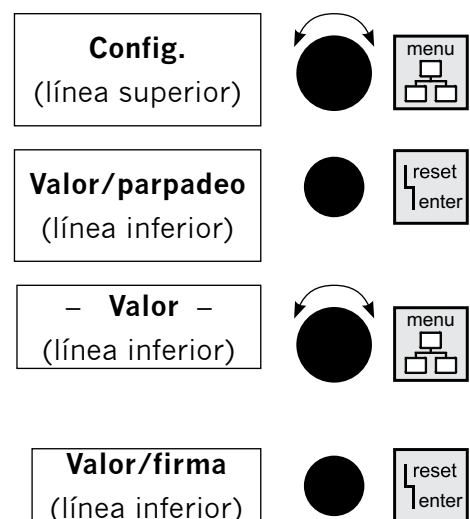 Config.
(línea superior)
menu
Valor/parpadeo
(línea inferior)
reset
enter
– Valor –
(línea inferior)
menu
Valor/firma
(línea inferior)
reset
enter